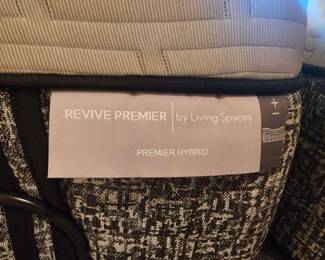 REVIVE PREMIER | by Living Spaces
PREMIER HYBRID